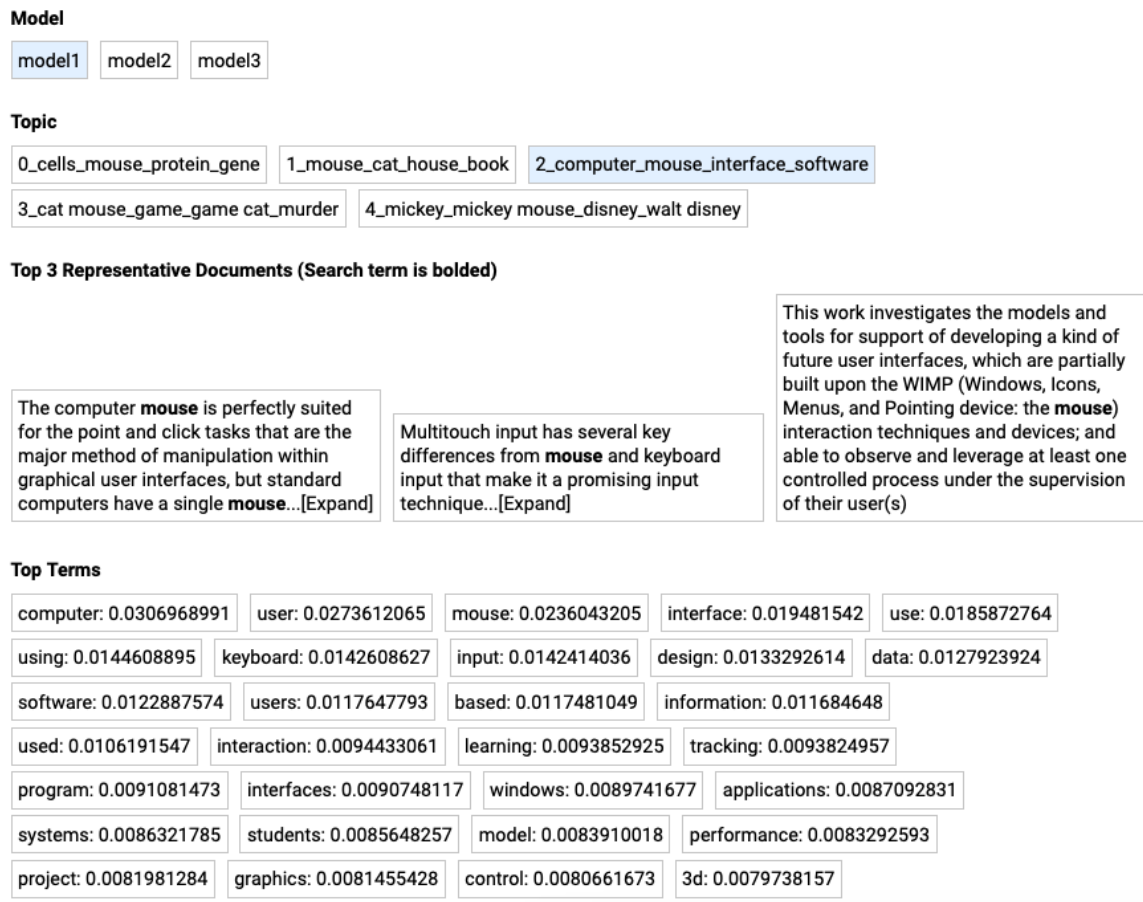 Model
model1 model2 model3
Topic
0_cells_mouse_protein_gene 1_mouse_cat_house_book 2_computer_mouse_interface_software
3_cat mouse_game_game cat_murder 4_mickey_mickey mouse_disney_walt disney
Top 3 Representative Documents (Search term is bolded)
The computer mouse is perfectly suited
for the point and click tasks that are the
major method of manipulation within
graphical user interfaces, but standard
computers have a single mouse...[Expand]
Multitouch input has several key
differences from mouse and keyboard
input that make it a promising input
technique...[Expand]
This work investigates the models and
tools for support of developing a kind of
future user interfaces, which are partially
built upon the WIMP (Windows, Icons,
Menus, and Pointing device: the mouse)
interaction techniques and devices; and
able to observe and leverage at least one
controlled process under the supervision
of their user(s)
Top Terms
computer: 0.0306968991 user: 0.0273612065 mouse: 0.0236043205 interface: 0.019481542 use: 0.0185872764
using: 0.0144608895 keyboard: 0.0142608627 input: 0.0142414036 design: 0.0133292614 data: 0.0127923924
software: 0.0122887574 users: 0.0117647793 based: 0.0117481049 information: 0.011684648
used: 0.0106191547 interaction: 0.0094433061 learning: 0.0093852925 tracking: 0.0093824957
program: 0.0091081473 interfaces: 0.0090748117 windows: 0.0089741677 applications: 0.0087092831
systems: 0.0086321785 students: 0.0085648257 model: 0.0083910018 performance: 0.0083292593
project: 0.0081981284 graphics: 0.0081455428 control: 0.0080661673 3d: 0.0079738157